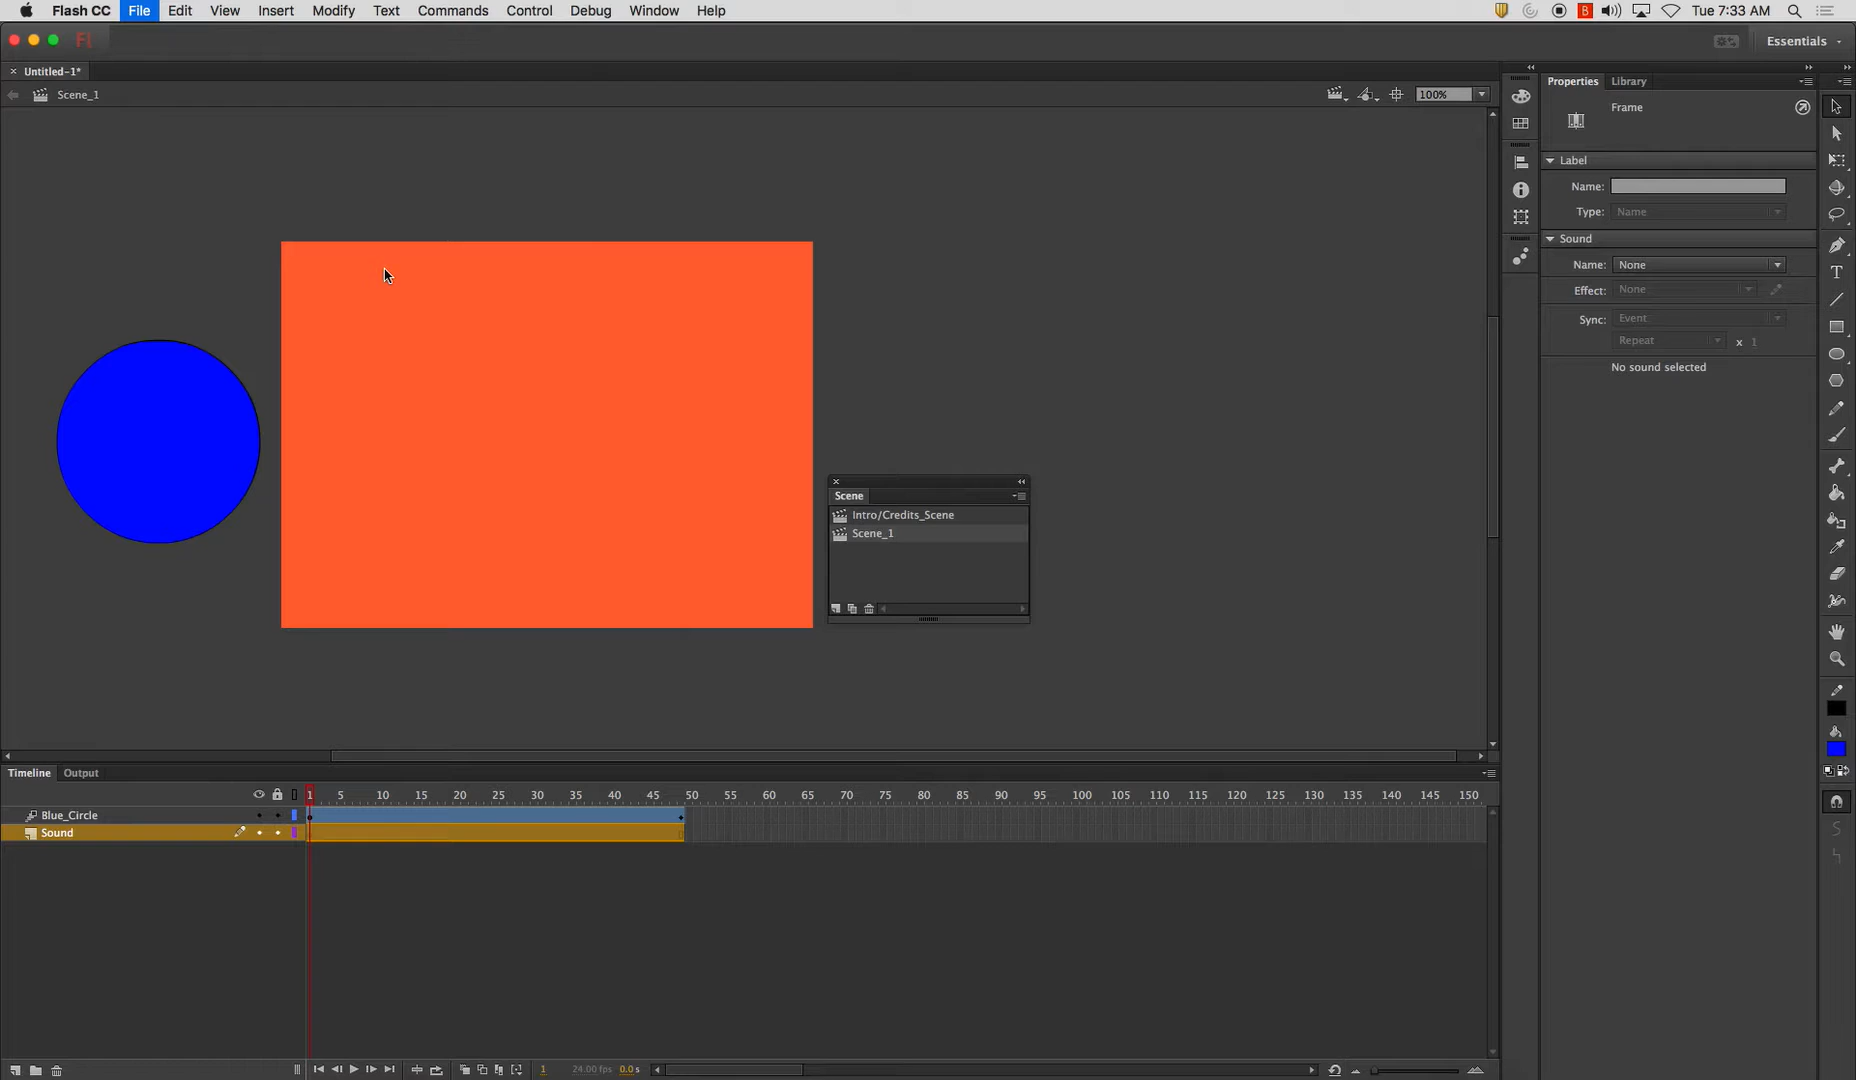 Flash CC File Edit View Insert Modify Text Commands Control Debug Window Help B Tue 7:33 AM
Fl Essentials
Untitled-1*
Scene_1 100%
Properties Library
Frame
Label
Name:
Type: Name
Sound
Name: None
Effect: None
Sync: Event
Repeat x 1
No sound selected
Scene
Intro/Credits_Scene
Scene_1
Timeline Output
1 5 10 15 20 25 30 35 40 45 50 55 60 65 70 75 80 85 90 95 100 105 110 115 120 125 130 135 140 145 150
Blue_Circle
Sound
1 24.00 fps 0.0 s